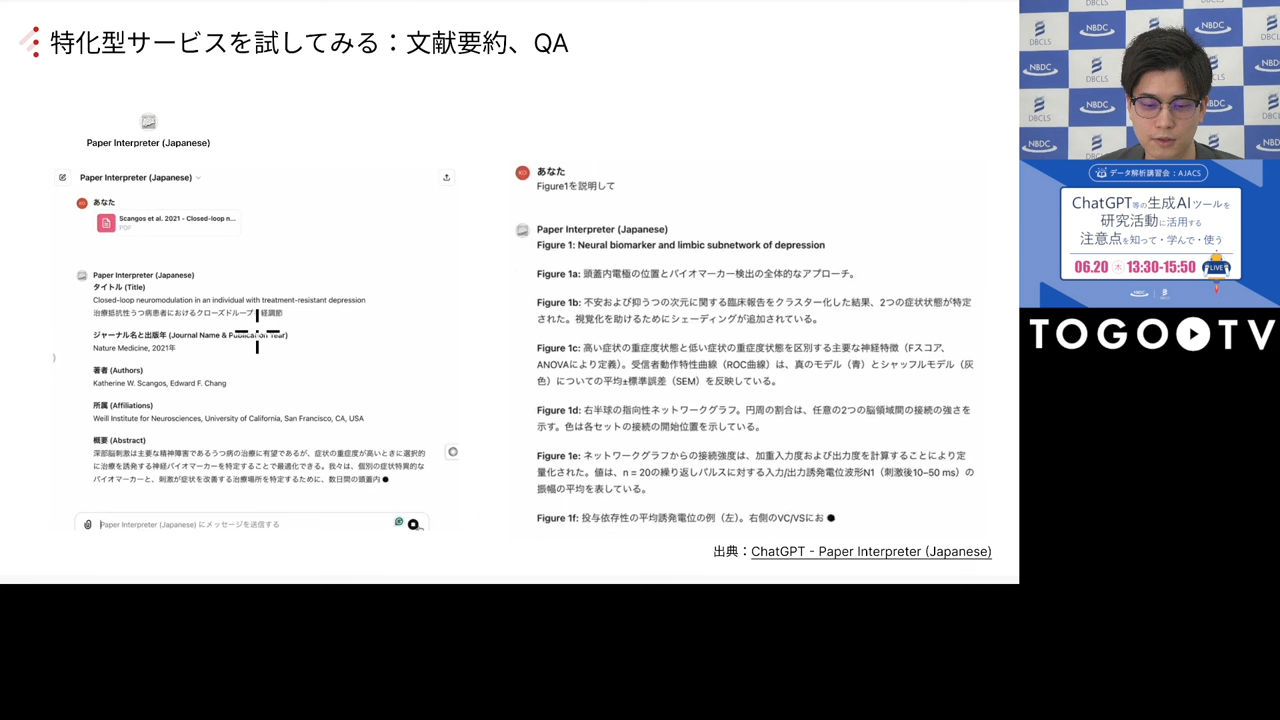 特化型サービスを試してみる：文献要約、QA
Paper Interpreter (Japanese)
Paper Interpreter (Japanese)
あなた
Scangos et al. 2021 - Closed-loop n...
PDF
Paper Interpreter (Japanese)
タイトル (Title)
Closed-loop neuromodulation in an individual with treatment-resistant depression
治療抵抗性うつ病患者におけるクローズドループ 経調節
ジャーナル名と出版年 (Journal Name & Publication Year)
Nature Medicine, 2021年
著者 (Authors)
Katherine W. Scangos, Edward F. Chang
所属 (Affiliations)
Weill Institute for Neurosciences, University of California, San Francisco, CA, USA
概要 (Abstract)
深部脳刺激は主要な精神障害であるうつ病の治療に有望であるが、症状の重症度が高いときに選択的
に治療を誘発する神経バイオマーカーを特定することで最適化できる。我々は、個別の症状特異的な
バイオマーカーと、刺激が症状を改善する治療場所を特定するために、数日間の頭蓋内
Paper Interpreter (Japanese) にメッセージを送信する
KO あなた
Figure1を説明して
Paper Interpreter (Japanese)
Figure 1: Neural biomarker and limbic subnetwork of depression
Figure 1a: 頭蓋内電極の位置とバイオマーカー検出の全体的なアプローチ。
Figure 1b: 不安および抑うつの次元に関する臨床報告をクラスター化した結果、2つの症状状態が特定
された。視覚化を助けるためにシェーディングが追加されている。
Figure 1c: 高い症状の重症度状態と低い症状の重症度状態を区別する主要な神経特徴（Fスコア、
ANOVAにより定義）。受信者動作特性曲線（ROC曲線）は、真のモデル（青）とシャッフルモデル（灰
色）についての平均±標準誤差（SEM）を反映している。
Figure 1d: 右半球の指向性ネットワークグラフ。円周の割合は、任意の2つの脳領域間の接続の強さを
示す。色は各セットの接続の開始位置を示している。
Figure 1e: ネットワークグラフからの接続強度は、加重入力度および出力度を計算することにより定
量化された。値は、n = 20の繰り返しパルスに対する入力/出力誘発電位波形N1（刺激後10–50 ms）の
振幅の平均を表している。
Figure 1f: 投与依存性の平均誘発電位の例（左）。右側のVC/VSにお
出典：ChatGPT - Paper Interpreter (Japanese)
NBDC
DBCLS
データ解析講習会：AJACS
ChatGPT等の生成AIツールを
研究活動に活用する
注意点を知って・学んで・使う
06.20 木 13:30-15:50 LIVE
NBDC
TOGO TV